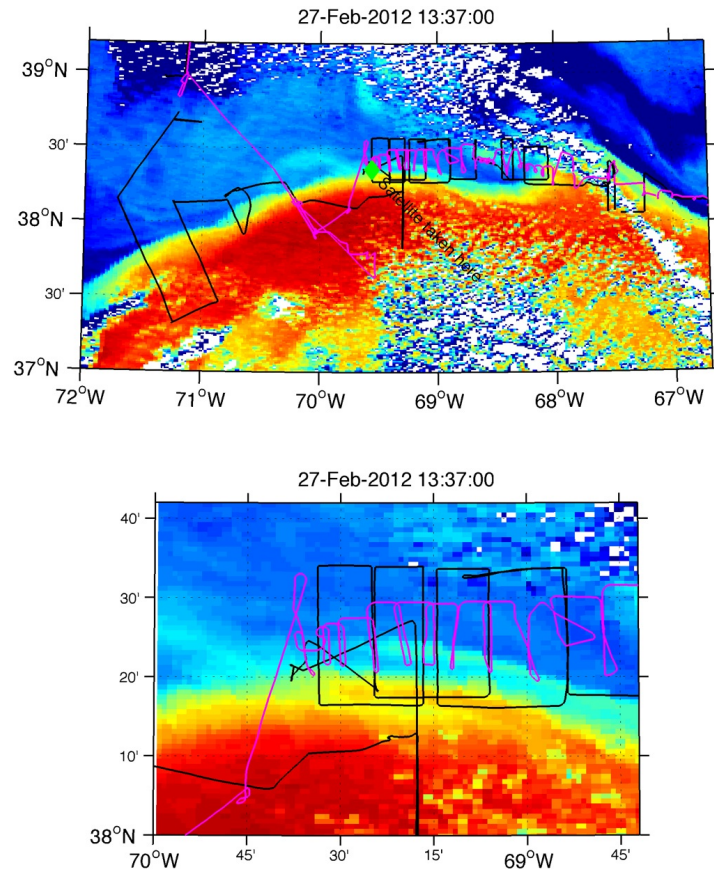 27-Feb-2012 13:37:00
39°N
30'
38°N
30'
37°N
Satellite taken here
72°W 71°W 70°W 69°W 68°W 67°W
27-Feb-2012 13:37:00
40'
30'
20'
10'
38°N
70°W 45' 30' 15' 69°W 45'